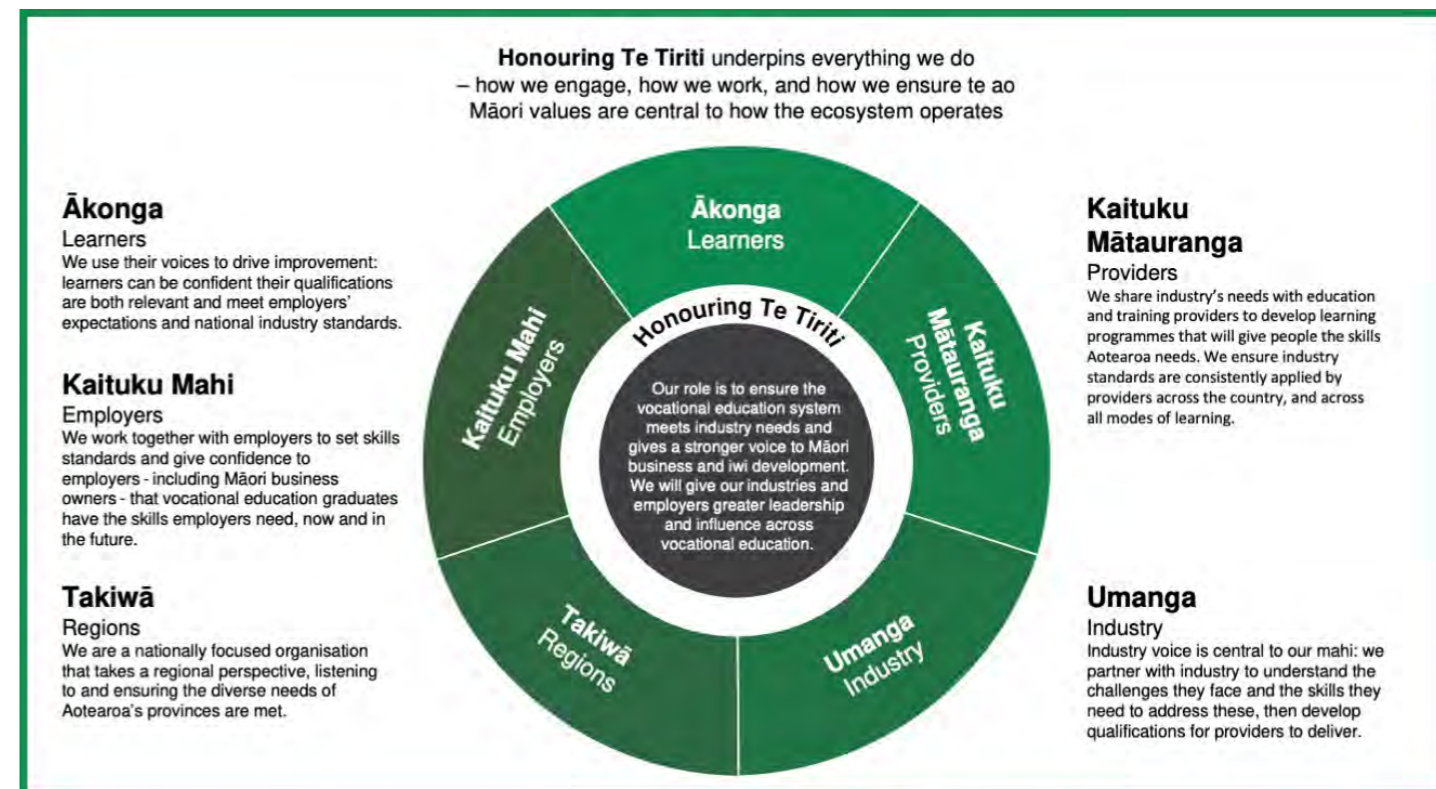 Honouring Te Tiriti underpins everything we do
– how we engage, how we work, and how we ensure te ao
Māori values are central to how the ecosystem operates
Ākonga
Learners
We use their voices to drive improvement:
learners can be confident their qualifications
are both relevant and meet employers'
expectations and national industry standards.
Kaituku Mahi
Employers
We work together with employers to set skills
standards and give confidence to
employers - including Māori business
owners - that vocational education graduates
have the skills employers need, now and in
the future.
Takiwā
Regions
We are a nationally focused organisation
that takes a regional perspective, listening
to and ensuring the diverse needs of
Aotearoa's provinces are met.
Ākonga
Learners
Kaituku
Mātauranga
Providers
Umanga
Industry
Takiwā
Regions
Kaituku Mahi
Employers
Honouring Te Tiriti
Our role is to ensure the
vocational education system
meets industry needs and
gives a stronger voice to Māori
business and iwi development.
We will give our industries and
employers greater leadership
and influence across
vocational education.
Kaituku
Mātauranga
Providers
We share industry's needs with education
and training providers to develop learning
programmes that will give people the skills
Aotearoa needs. We ensure industry
standards are consistently applied by
providers across the country, and across
all modes of learning.
Umanga
Industry
Industry voice is central to our mahi: we
partner with industry to understand the
challenges they face and the skills they
need to address these, then develop
qualifications for providers to deliver.